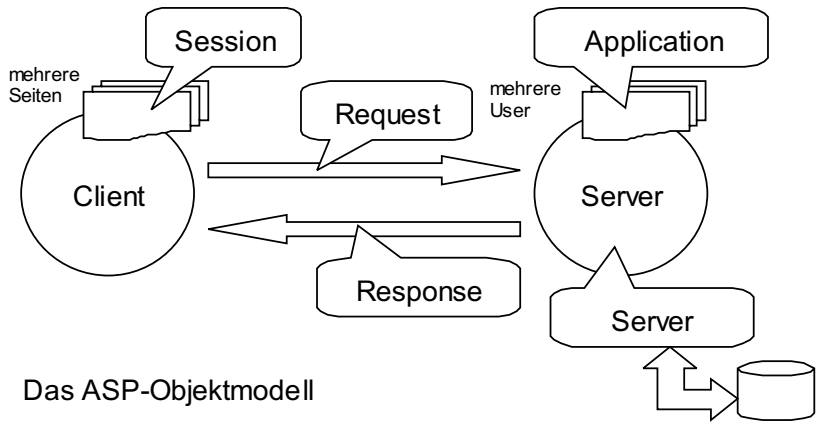 Session
Application
mehrere
Seiten
mehrere
User
Request
Client
Server
Response
Server
Das ASP-Objektmodell